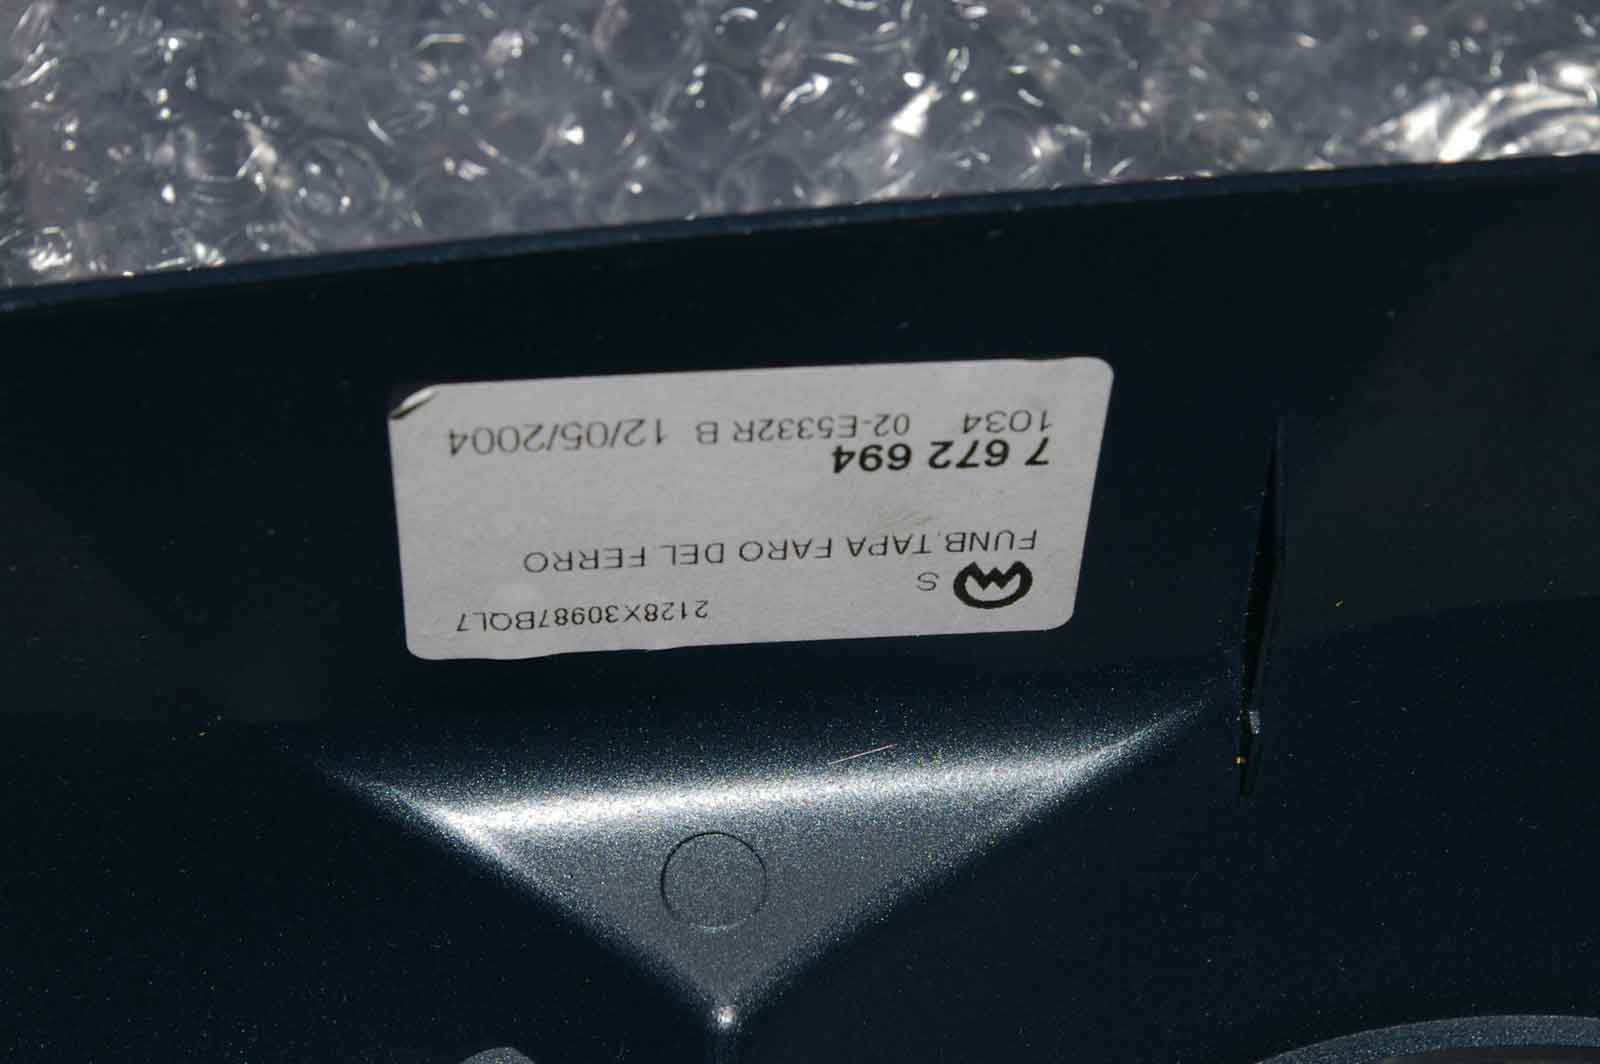 2128X30987BQL7
S
FUNB.TAPA FARO DEL FERRO
7 672 694
1034 02-E5332R B 12/05/2004